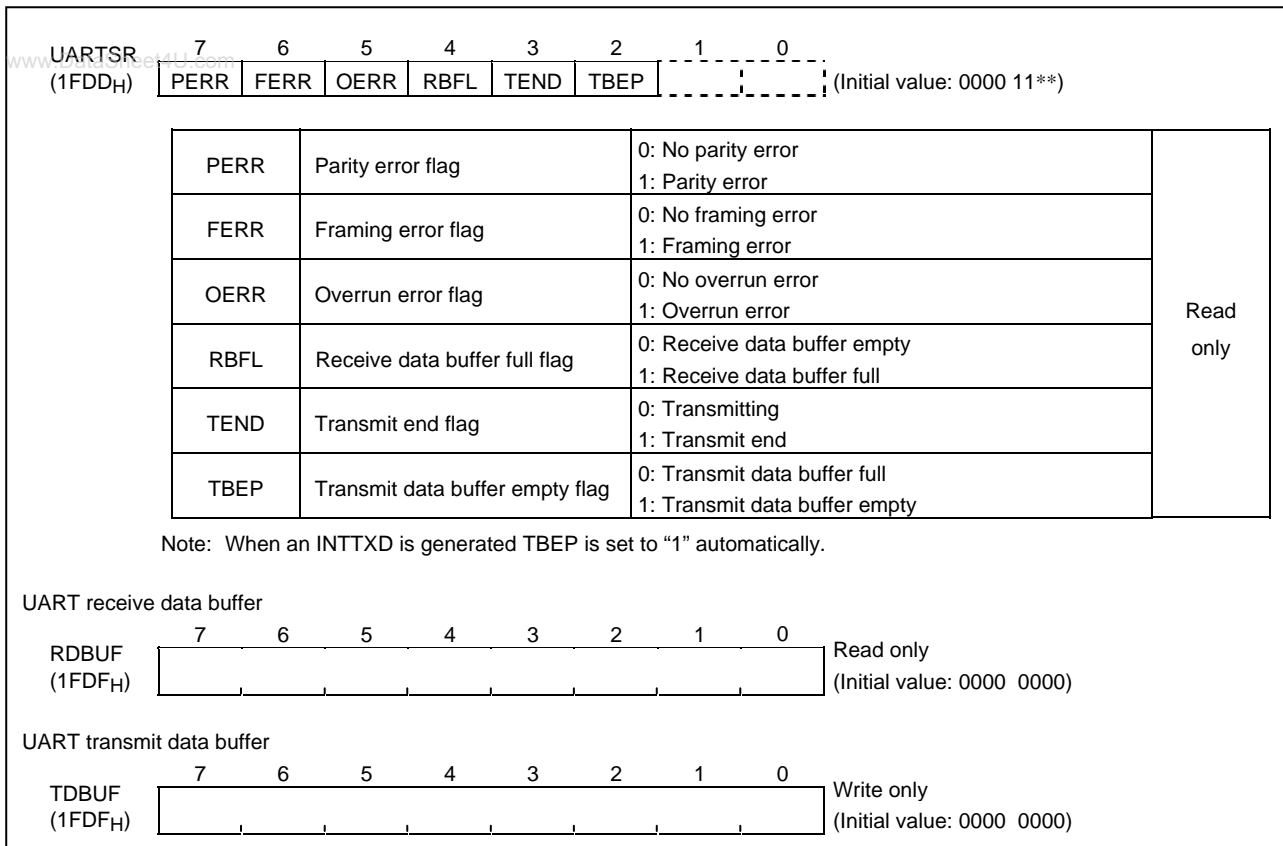 www.DataSheet4U.com
UARTSR 7 6 5 4 3 2 1 0
(1FDDH) PERR FERR OERR RBFL TEND TBEP (Initial value: 0000 11**)
PERR Parity error flag 0: No parity error
1: Parity error
FERR Framing error flag 0: No framing error
1: Framing error
OERR Overrun error flag 0: No overrun error
1: Overrun error
RBFL Receive data buffer full flag 0: Receive data buffer empty
1: Receive data buffer full
TEND Transmit end flag 0: Transmitting
1: Transmit end
TBEP Transmit data buffer empty flag 0: Transmit data buffer full
1: Transmit data buffer empty
Read
only
Note: When an INTTXD is generated TBEP is set to “1” automatically.
UART receive data buffer
7 6 5 4 3 2 1 0
RDBUF Read only
(1FDFH) (Initial value: 0000 0000)
UART transmit data buffer
7 6 5 4 3 2 1 0
TDBUF Write only
(1FDFH) (Initial value: 0000 0000)